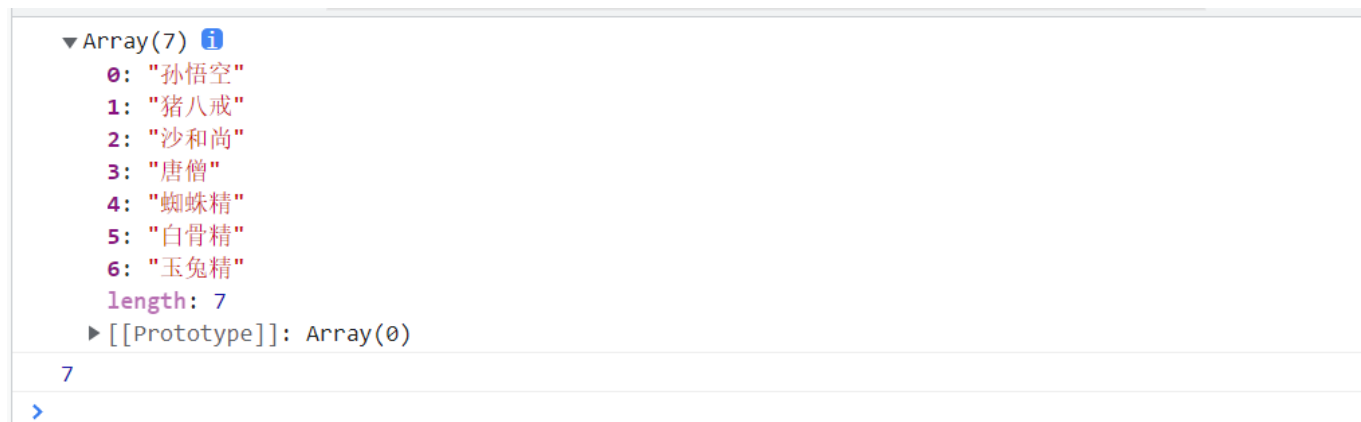 ▼Array(7) i
0: "孙悟空"
1: "猪八戒"
2: "沙和尚"
3: "唐僧"
4: "蜘蛛精"
5: "白骨精"
6: "玉兔精"
length: 7
▶[[Prototype]]: Array(0)
7
>